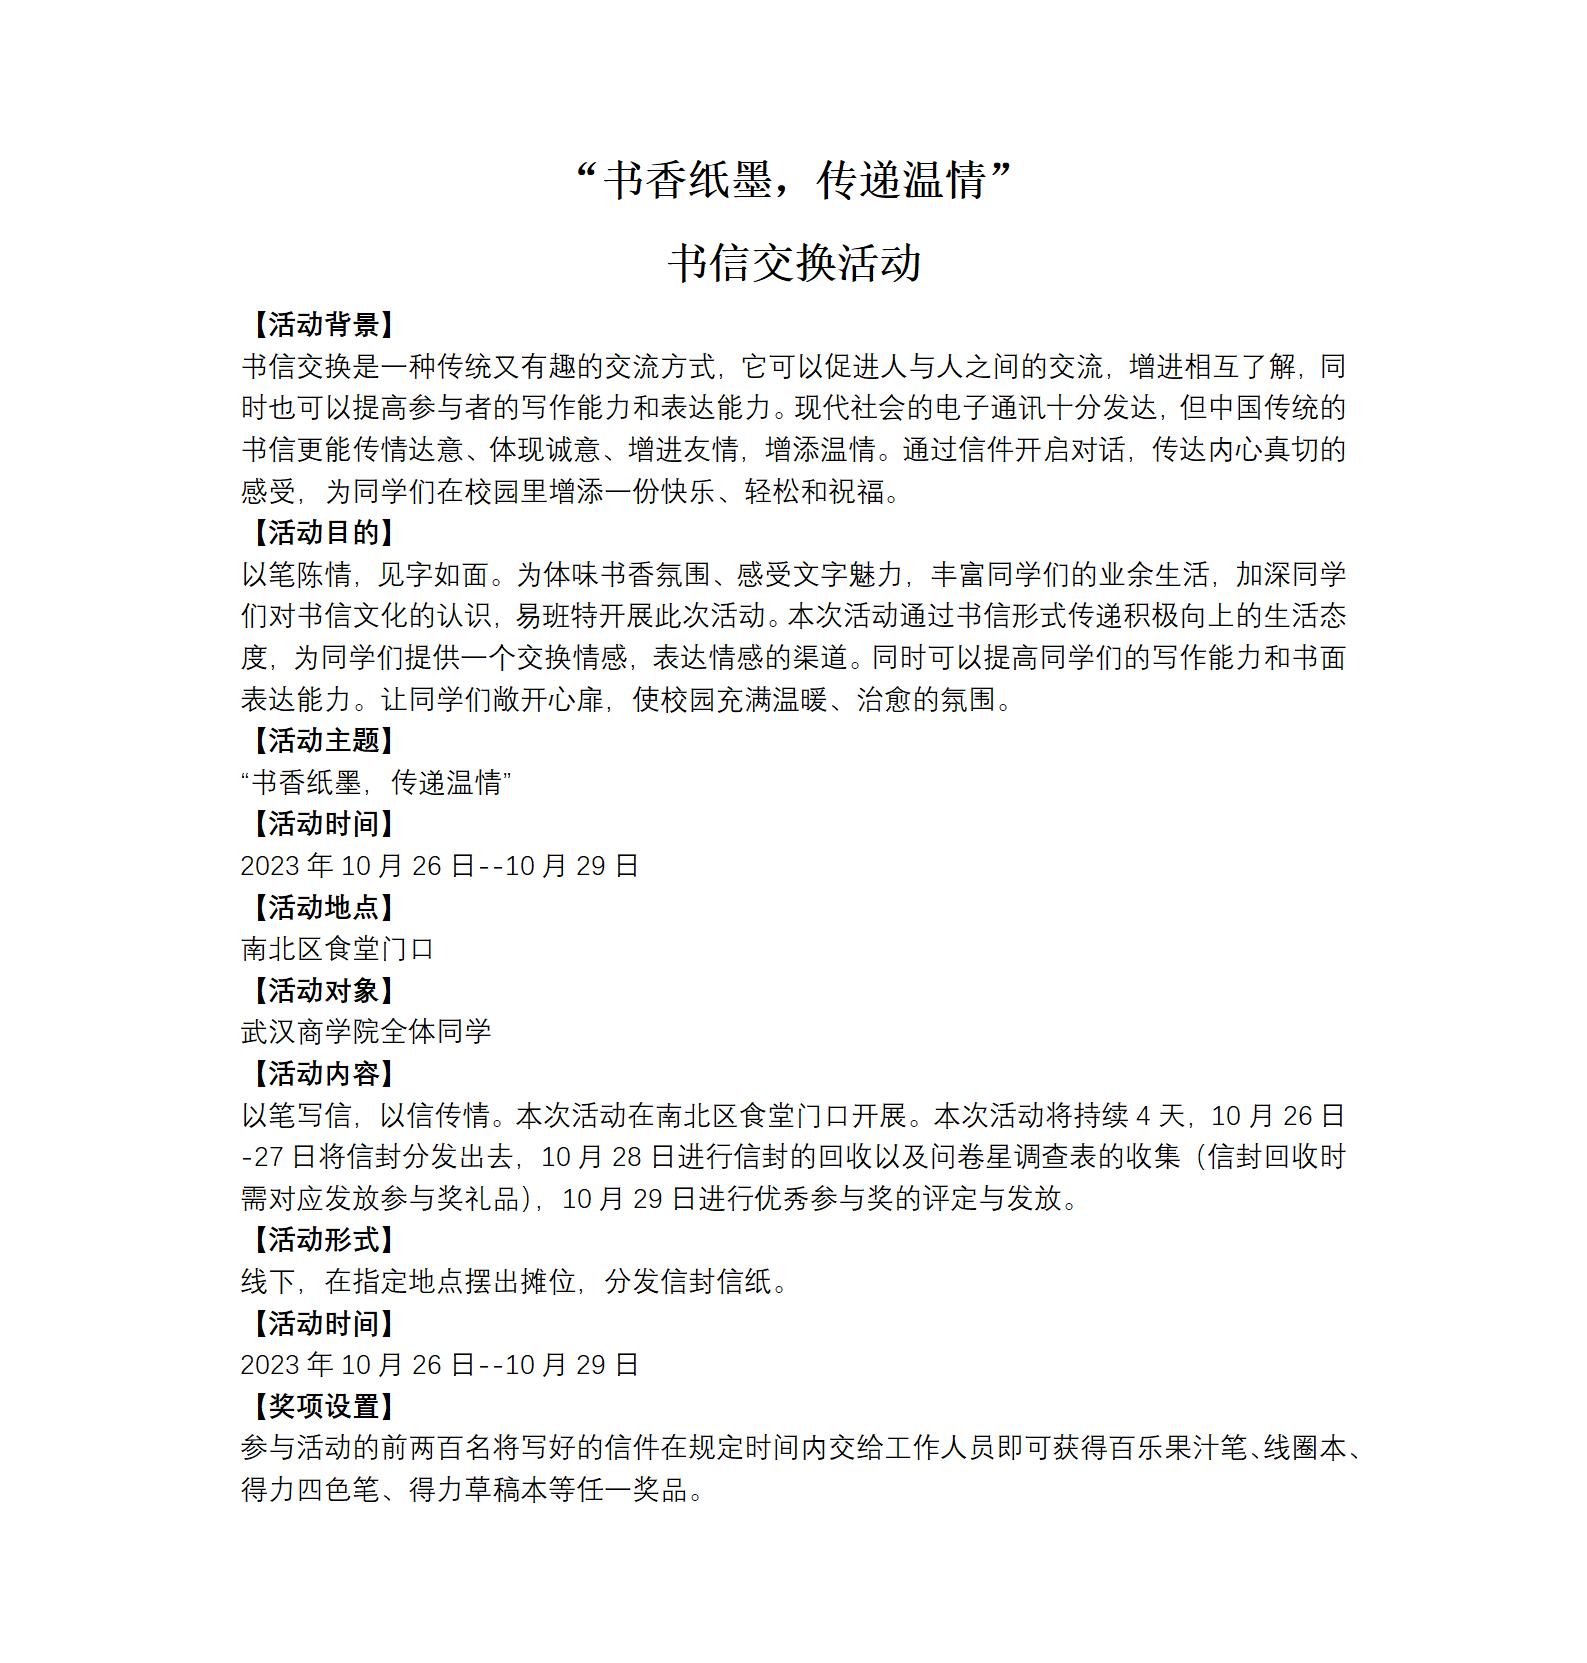 “书香纸墨，传递温情”
书信交换活动
【活动背景】
书信交换是一种传统又有趣的交流方式，它可以促进人与人之间的交流，增进相互了解，同
时也可以提高参与者的写作能力和表达能力。现代社会的电子通讯十分发达，但中国传统的
书信更能传情达意、体现诚意、增进友情，增添温情。通过信件开启对话，传达内心真切的
感受，为同学们在校园里增添一份快乐、轻松和祝福。
【活动目的】
以笔陈情，见字如面。为体味书香氛围、感受文字魅力，丰富同学们的业余生活，加深同学
们对书信文化的认识，易班特开展此次活动。本次活动通过书信形式传递积极向上的生活态
度，为同学们提供一个交换情感，表达情感的渠道。同时可以提高同学们的写作能力和书面
表达能力。让同学们敞开心扉，使校园充满温暖、治愈的氛围。
【活动主题】
“书香纸墨，传递温情”
【活动时间】
2023 年 10 月 26 日--10 月 29 日
【活动地点】
南北区食堂门口
【活动对象】
武汉商学院全体同学
【活动内容】
以笔写信，以信传情。本次活动在南北区食堂门口开展。本次活动将持续 4 天，10 月 26 日
-27 日将信封分发出去，10 月 28 日进行信封的回收以及问卷星调查表的收集（信封回收时
需对应发放参与奖礼品），10 月 29 日进行优秀参与奖的评定与发放。
【活动形式】
线下，在指定地点摆出摊位，分发信封信纸。
【活动时间】
2023 年 10 月 26 日--10 月 29 日
【奖项设置】
参与活动的前两百名将写好的信件在规定时间内交给工作人员即可获得百乐果汁笔、线圈本、
得力四色笔、得力草稿本等任一奖品。